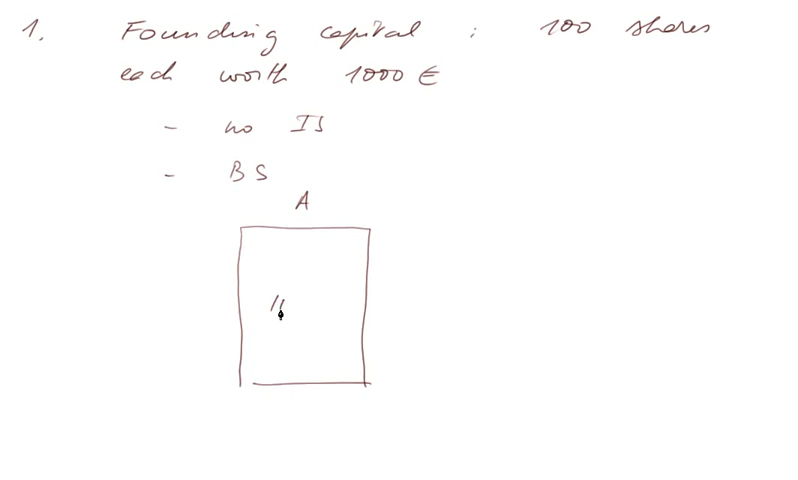 1. Founding capital : 100 shares
each worth 1000 €
- no IS
- BS
A